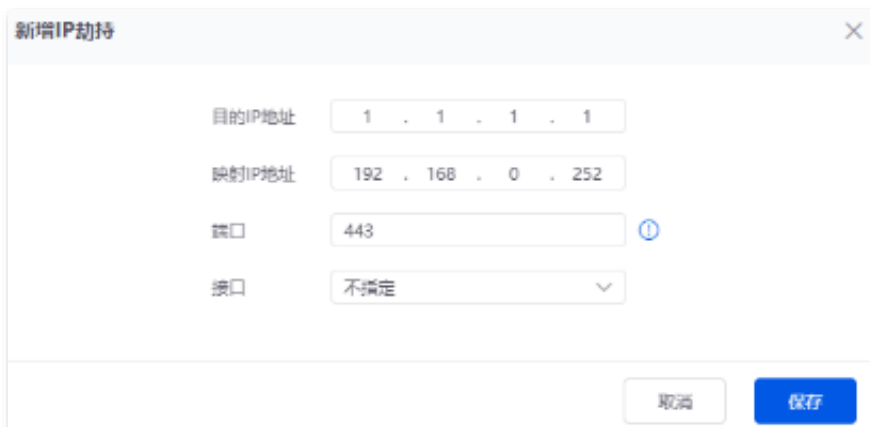 新增IP劫持
目的IP地址 1 . 1 . 1 . 1
映射IP地址 192 . 168 . 0 . 252
端口 443
接口 不指定
取消 保存